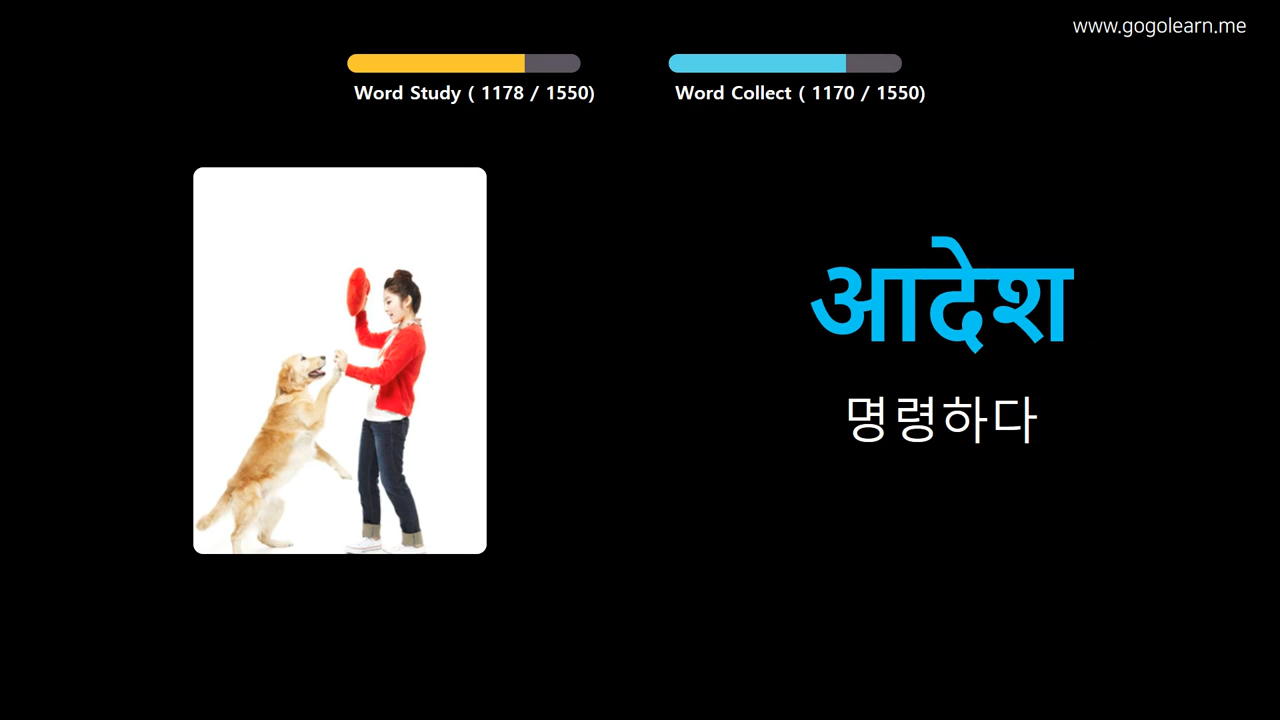 www.gogolearn.me
Word Study ( 1178 / 1550)
Word Collect ( 1170 / 1550)
आदेश
명령하다